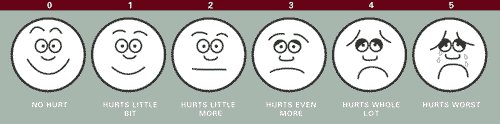 0 1 2 3 4 5
NO HURT
HURTS LITTLE
BIT
HURTS LITTLE
MORE
HURTS EVEN
MORE
HURTS WHOLE
LOT
HURTS WORST